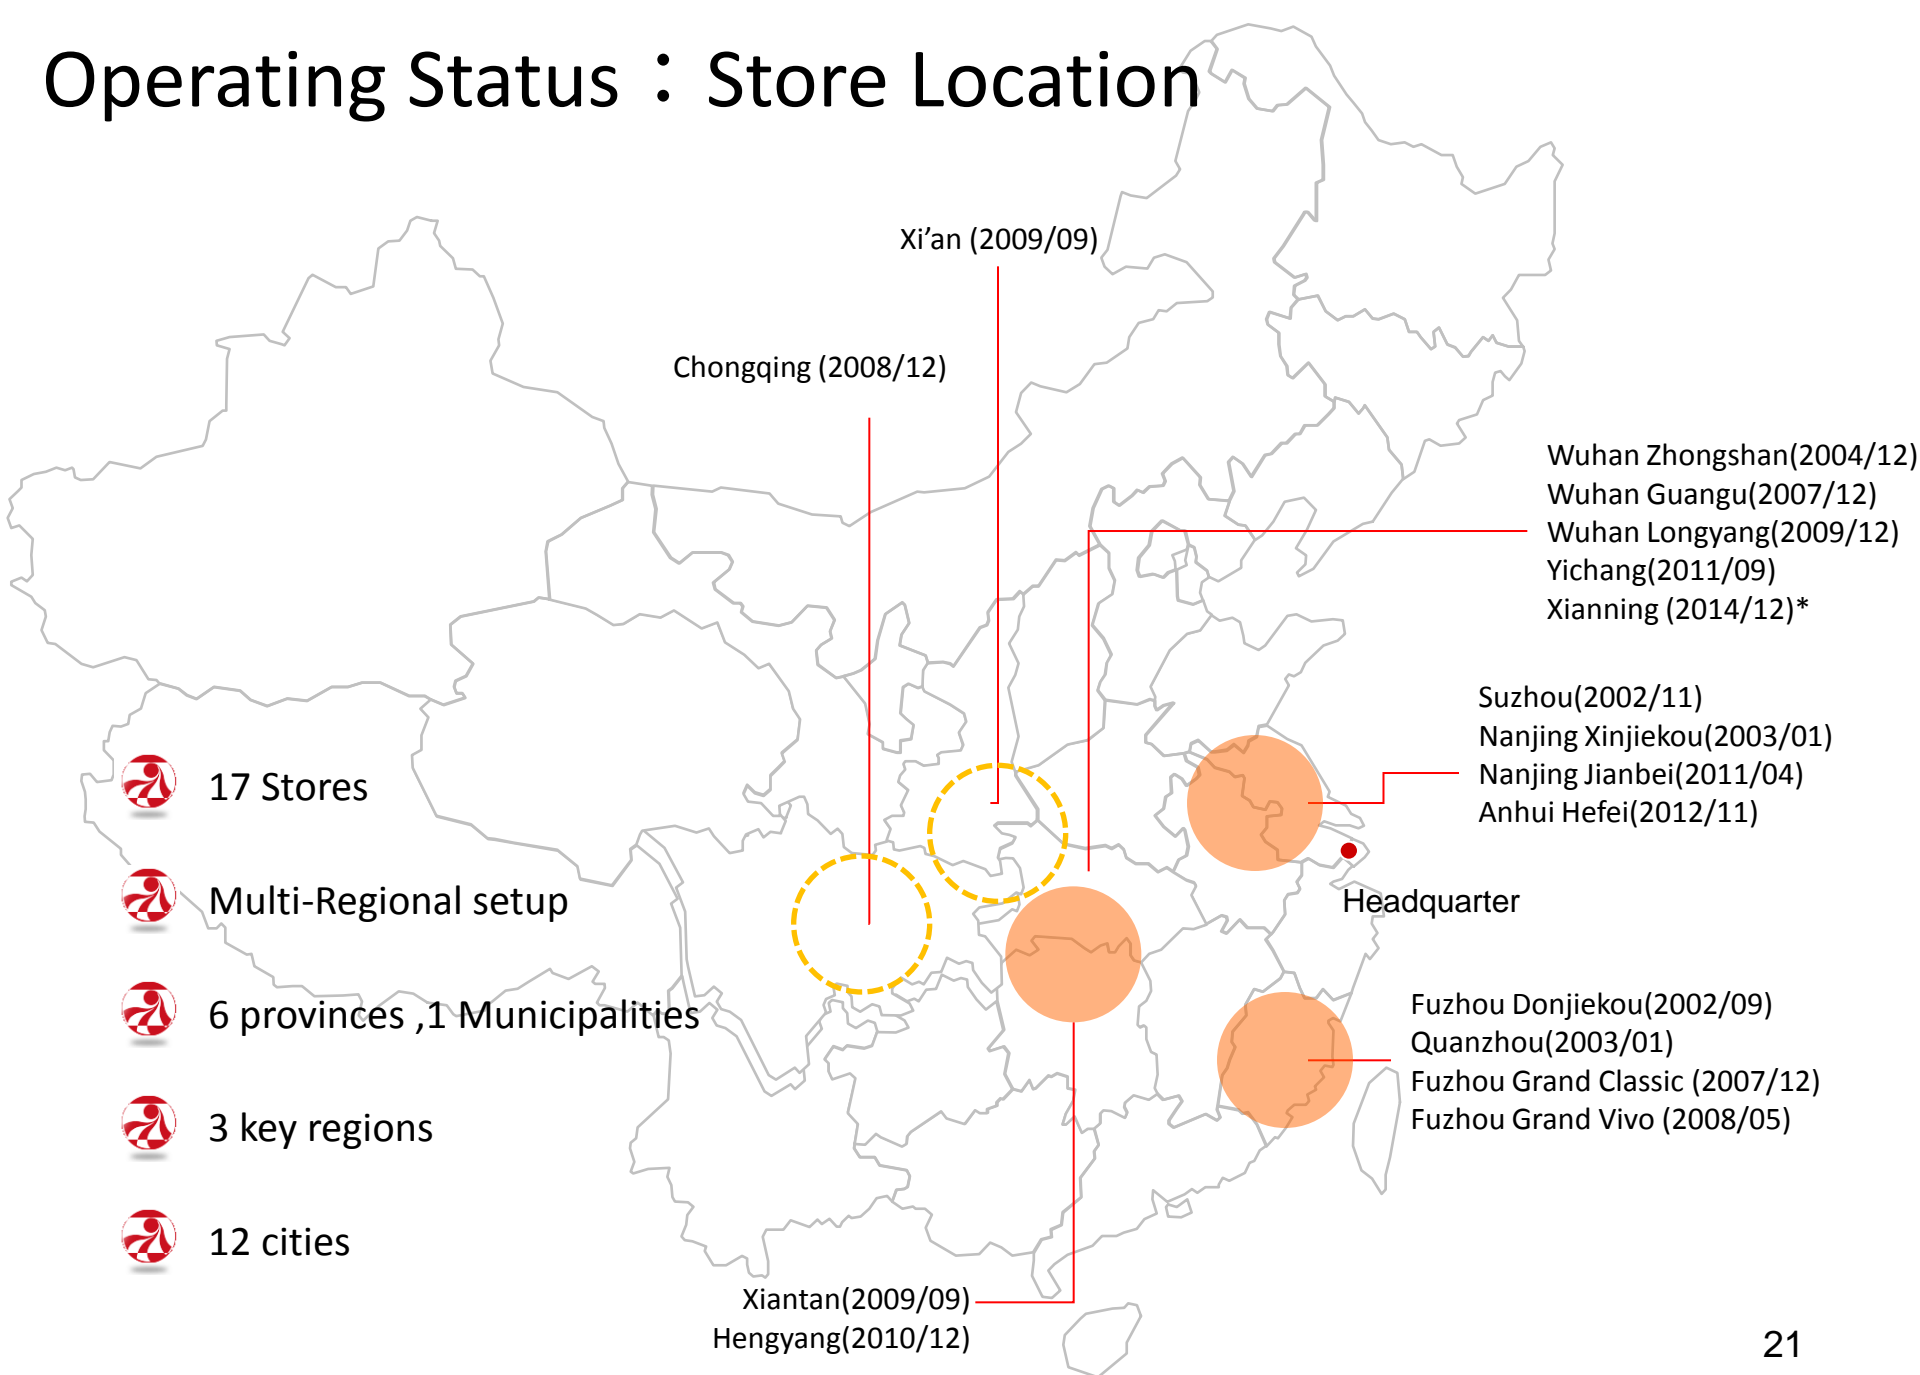 Operating Status：Store Location
Xi’an (2009/09)
Chongqing (2008/12)
Wuhan Zhongshan(2004/12)
Wuhan Guangu(2007/12)
Wuhan Longyang(2009/12)
Yichang(2011/09)
Xianning (2014/12)*
Suzhou(2002/11)
Nanjing Xinjiekou(2003/01)
Nanjing Jianbei(2011/04)
Anhui Hefei(2012/11)
Headquarter
Fuzhou Donjiekou(2002/09)
Quanzhou(2003/01)
Fuzhou Grand Classic (2007/12)
Fuzhou Grand Vivo (2008/05)
17 Stores
Multi-Regional setup
6 provinces ,1 Municipalities
3 key regions
12 cities
Xiantan(2009/09)
Hengyang(2010/12)
21